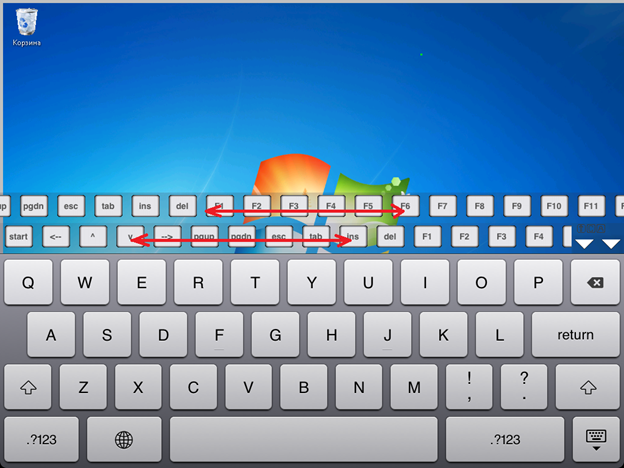 Корзина
up pgdn esc tab ins del F1 F2 F3 F4 F5 F6 F7 F8 F9 F10 F11
start <-- ^ v --> pgup pgdn esc tab ins del F1 F2 F3 F4
Q W E R T Y U I O P
A S D F G H J K L return
Z X C V B N M ! , ? .
.?123 .?123